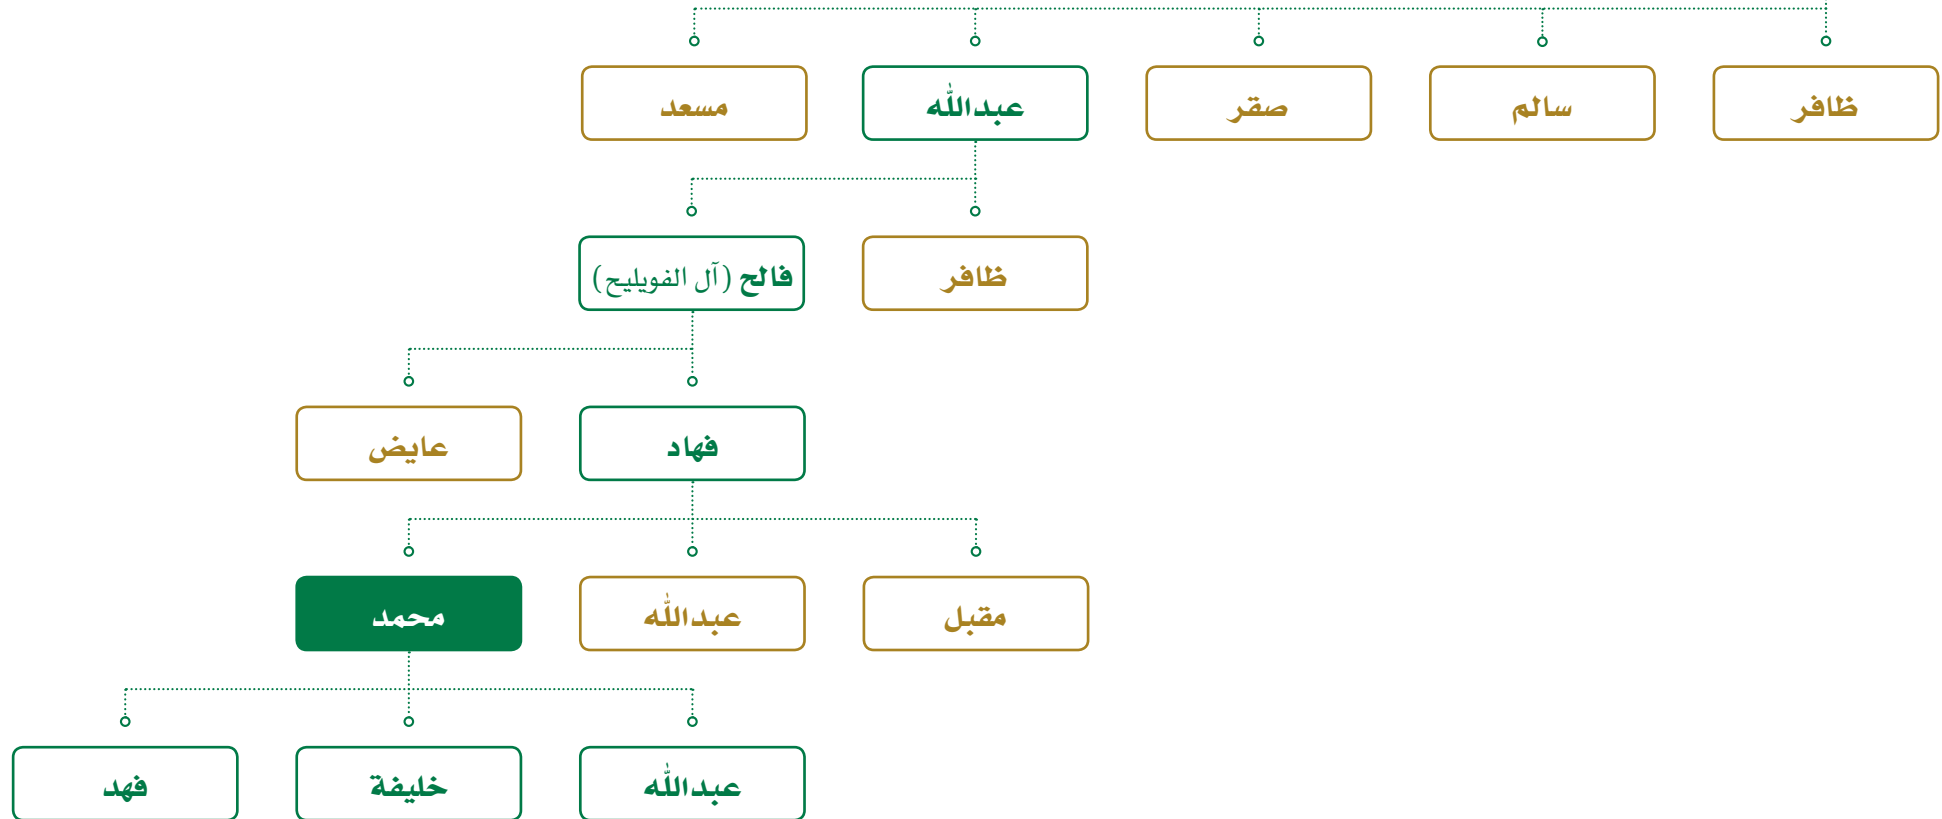 ظافر
سالم
صقر
عبدالله
مسعد
ظافر
فالح (آل الفويليح)
فهاد
عايض
مقبل
عبدالله
محمد
عبدالله
خليفة
فهد